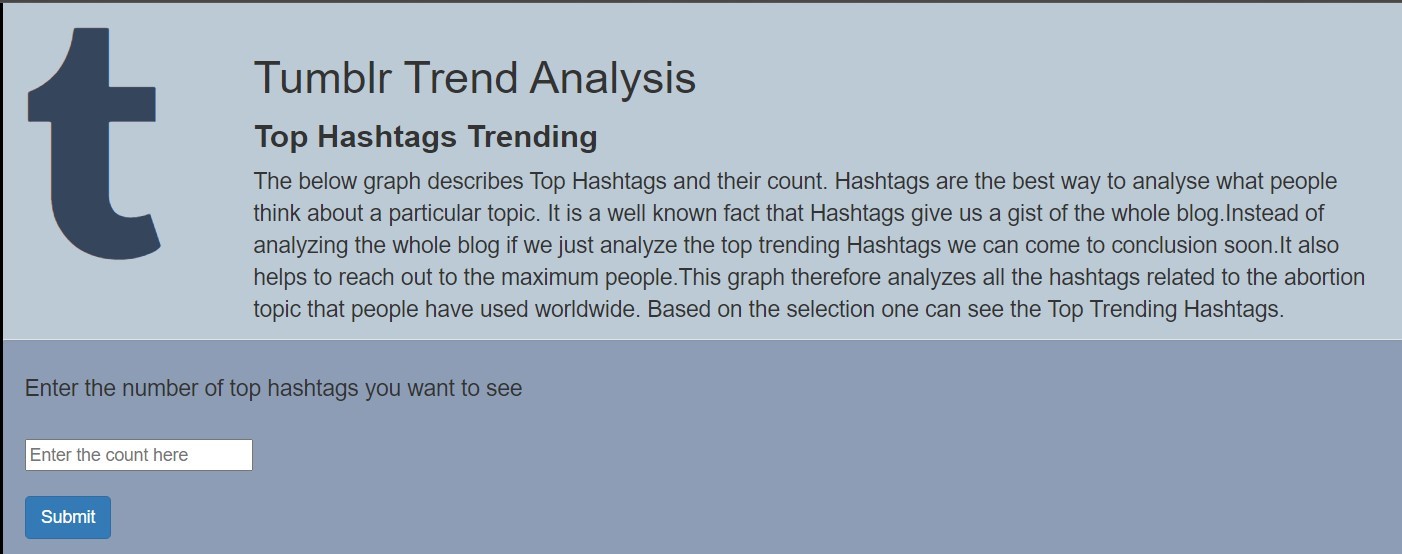 t
Tumblr Trend Analysis
Top Hashtags Trending
The below graph describes Top Hashtags and their count. Hashtags are the best way to analyse what people
think about a particular topic. It is a well known fact that Hashtags give us a gist of the whole blog.Instead of
analyzing the whole blog if we just analyze the top trending Hashtags we can come to conclusion soon.It also
helps to reach out to the maximum people.This graph therefore analyzes all the hashtags related to the abortion
topic that people have used worldwide. Based on the selection one can see the Top Trending Hashtags.
Enter the number of top hashtags you want to see
Enter the count here
Submit